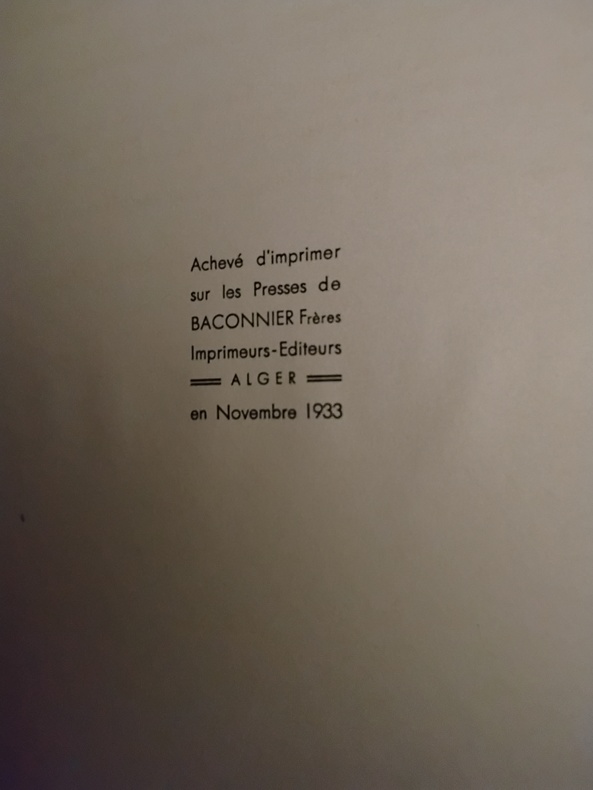 Achevé d'imprimer
sur les Presses de
BACONNIER Frères
Imprimeurs-Editeurs
ALGER
en Novembre 1933